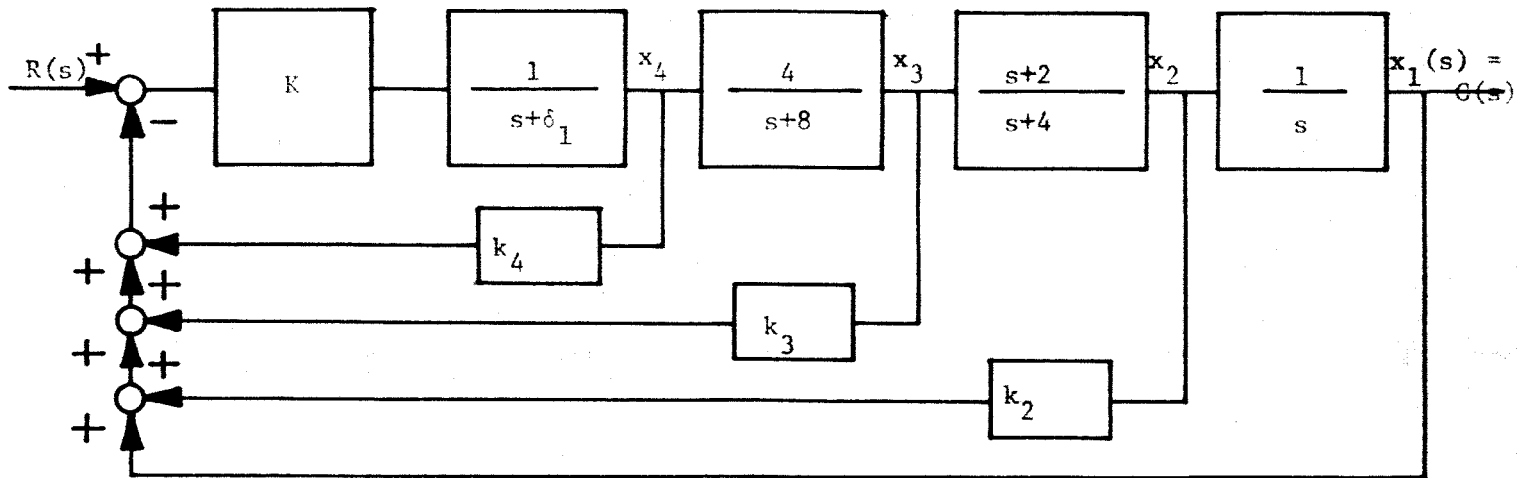 R(s)
+
−
K
1
s+δ₁
x₄
4
s+8
x₃
s+2
s+4
x₂
1
s
x₁(s) =
C(s)
+
k₄
+
+
k₃
+
+
k₂
+